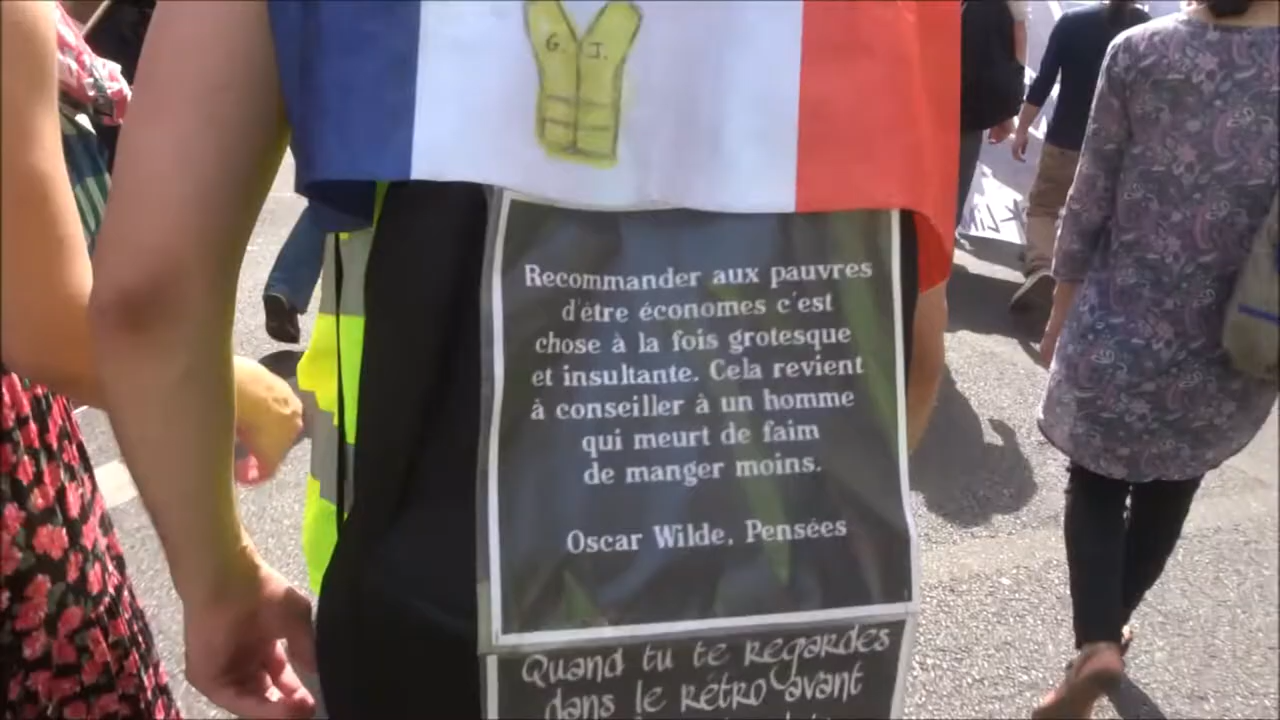 G. J.
Recommander aux pauvres
d'être économes c'est
chose à la fois grotesque
et insultante. Cela revient
à conseiller à un homme
qui meurt de faim
de manger moins.
Oscar Wilde, Pensées
Quand tu te regardes
dans le rétro avant